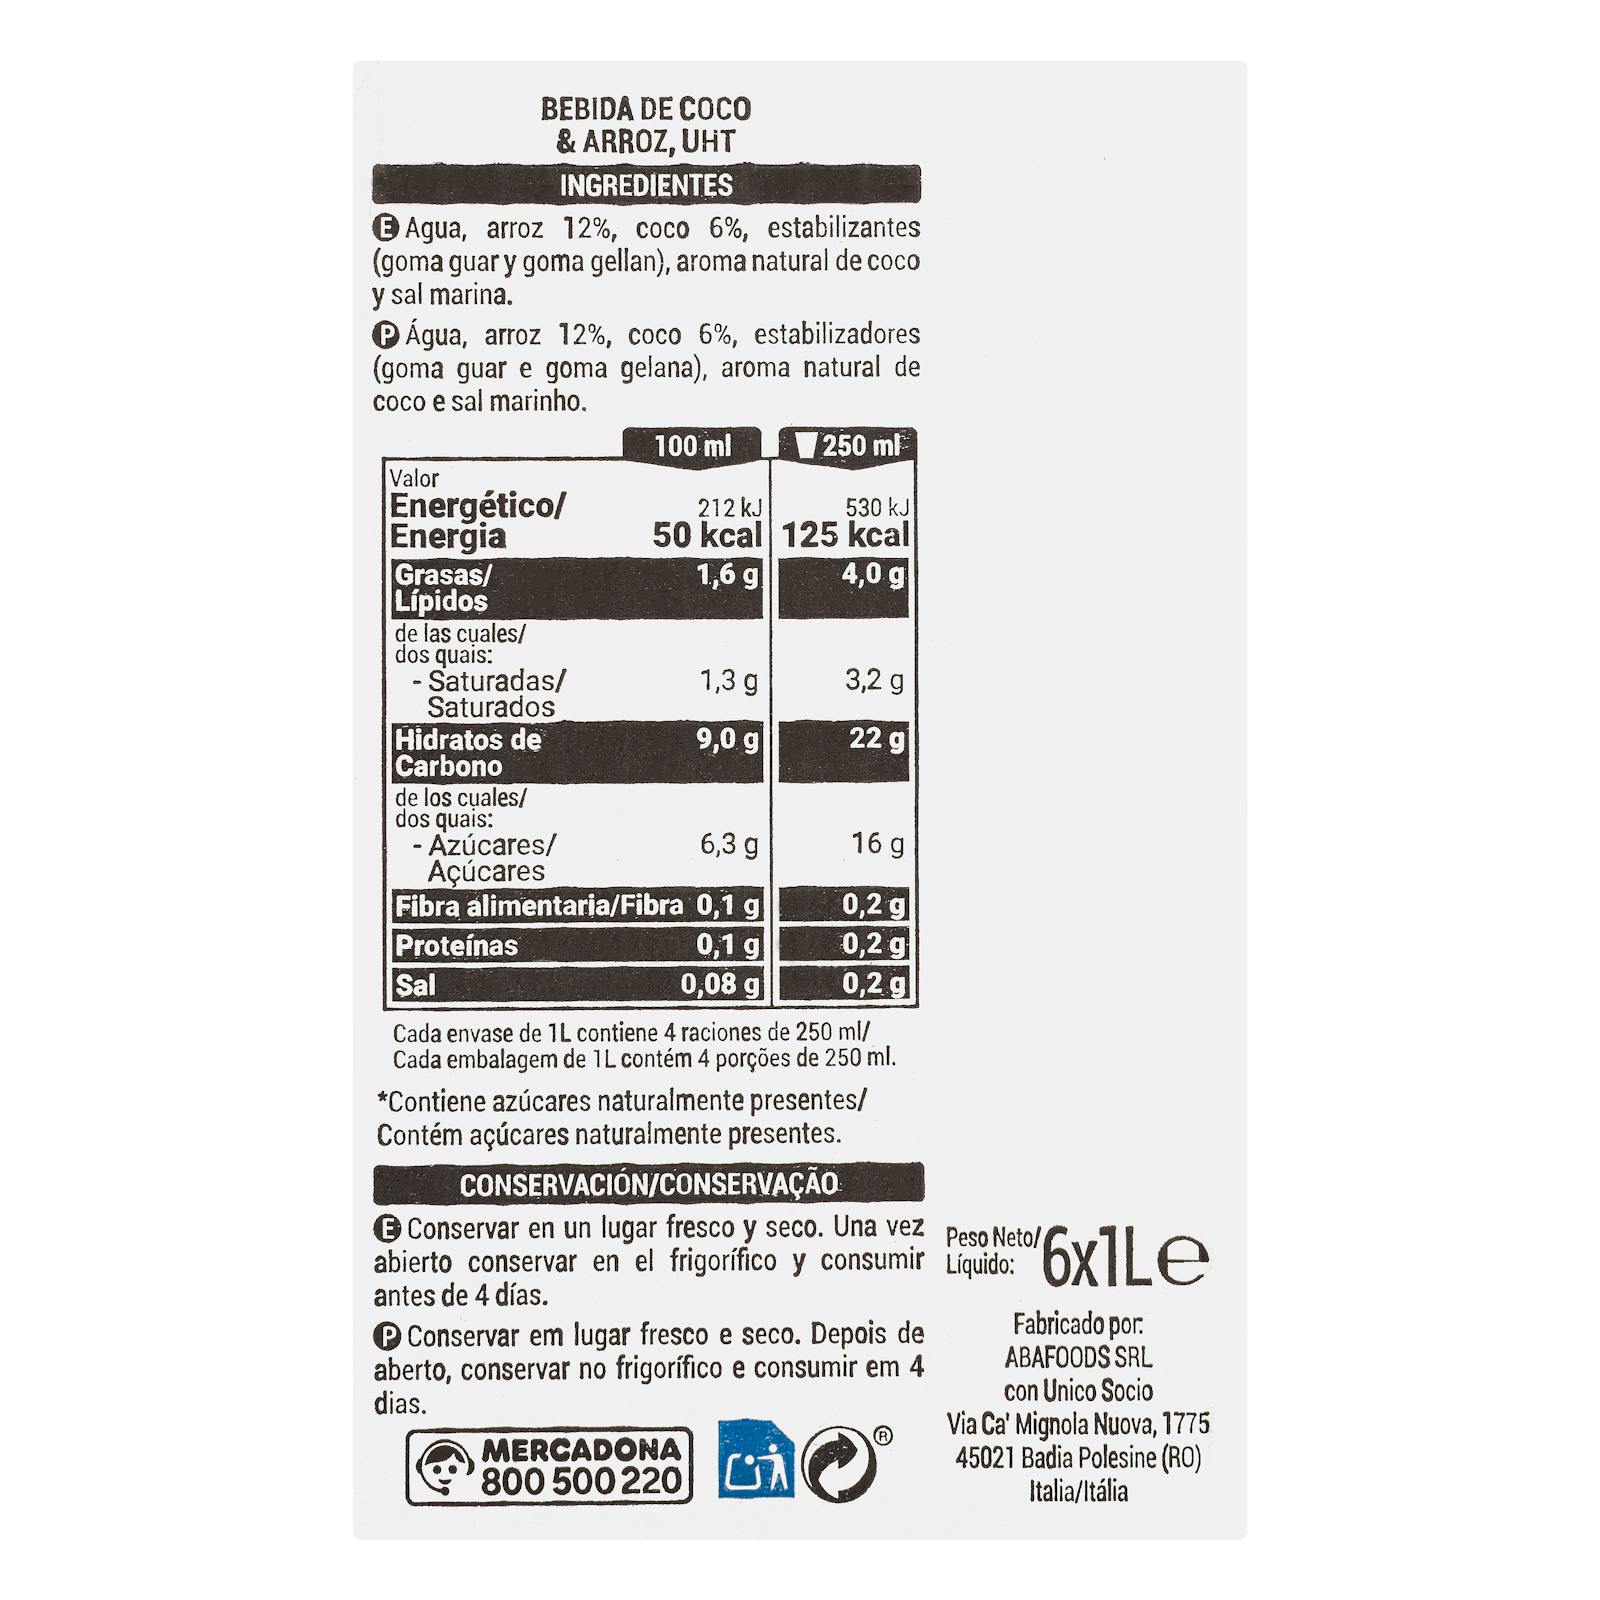 BEBIDA DE COCO
& ARROZ, UHT
INGREDIENTES
E Agua, arroz 12%, coco 6%, estabilizantes
(goma guar y goma gellan), aroma natural de coco
y sal marina.
P Água, arroz 12%, coco 6%, estabilizadores
(goma guar e goma gelana), aroma natural de
coco e sal marinho.
100 ml 250 ml
Valor
Energético/ 212 kJ 530 kJ
Energia 50 kcal 125 kcal
Grasas/ 1,6 g 4,0 g
Lípidos
de las cuales/
dos quais:
- Saturadas/ 1,3 g 3,2 g
Saturados
Hidratos de 9,0 g 22 g
Carbono
de los cuales/
dos quais:
- Azúcares/ 6,3 g 16 g
Açúcares
Fibra alimentaria/Fibra 0,1 g 0,2 g
Proteínas 0,1 g 0,2 g
Sal 0,08 g 0,2 g
Cada envase de 1L contiene 4 raciones de 250 ml/
Cada embalagem de 1L contém 4 porções de 250 ml.
*Contiene azúcares naturalmente presentes/
Contém açúcares naturalmente presentes.
CONSERVACIÓN/CONSERVAÇÃO
E Conservar en un lugar fresco y seco. Una vez
abierto conservar en el frigorífico y consumir
antes de 4 días.
P Conservar em lugar fresco e seco. Depois de
aberto, conservar no frigorífico e consumir em 4
dias.
MERCADONA
800 500 220
®
Peso Neto/
Líquido: 6x1L e
Fabricado por:
ABAFOODS SRL
con Unico Socio
Via Ca' Mignola Nuova, 1775
45021 Badia Polesine (RO)
Italia/Itália